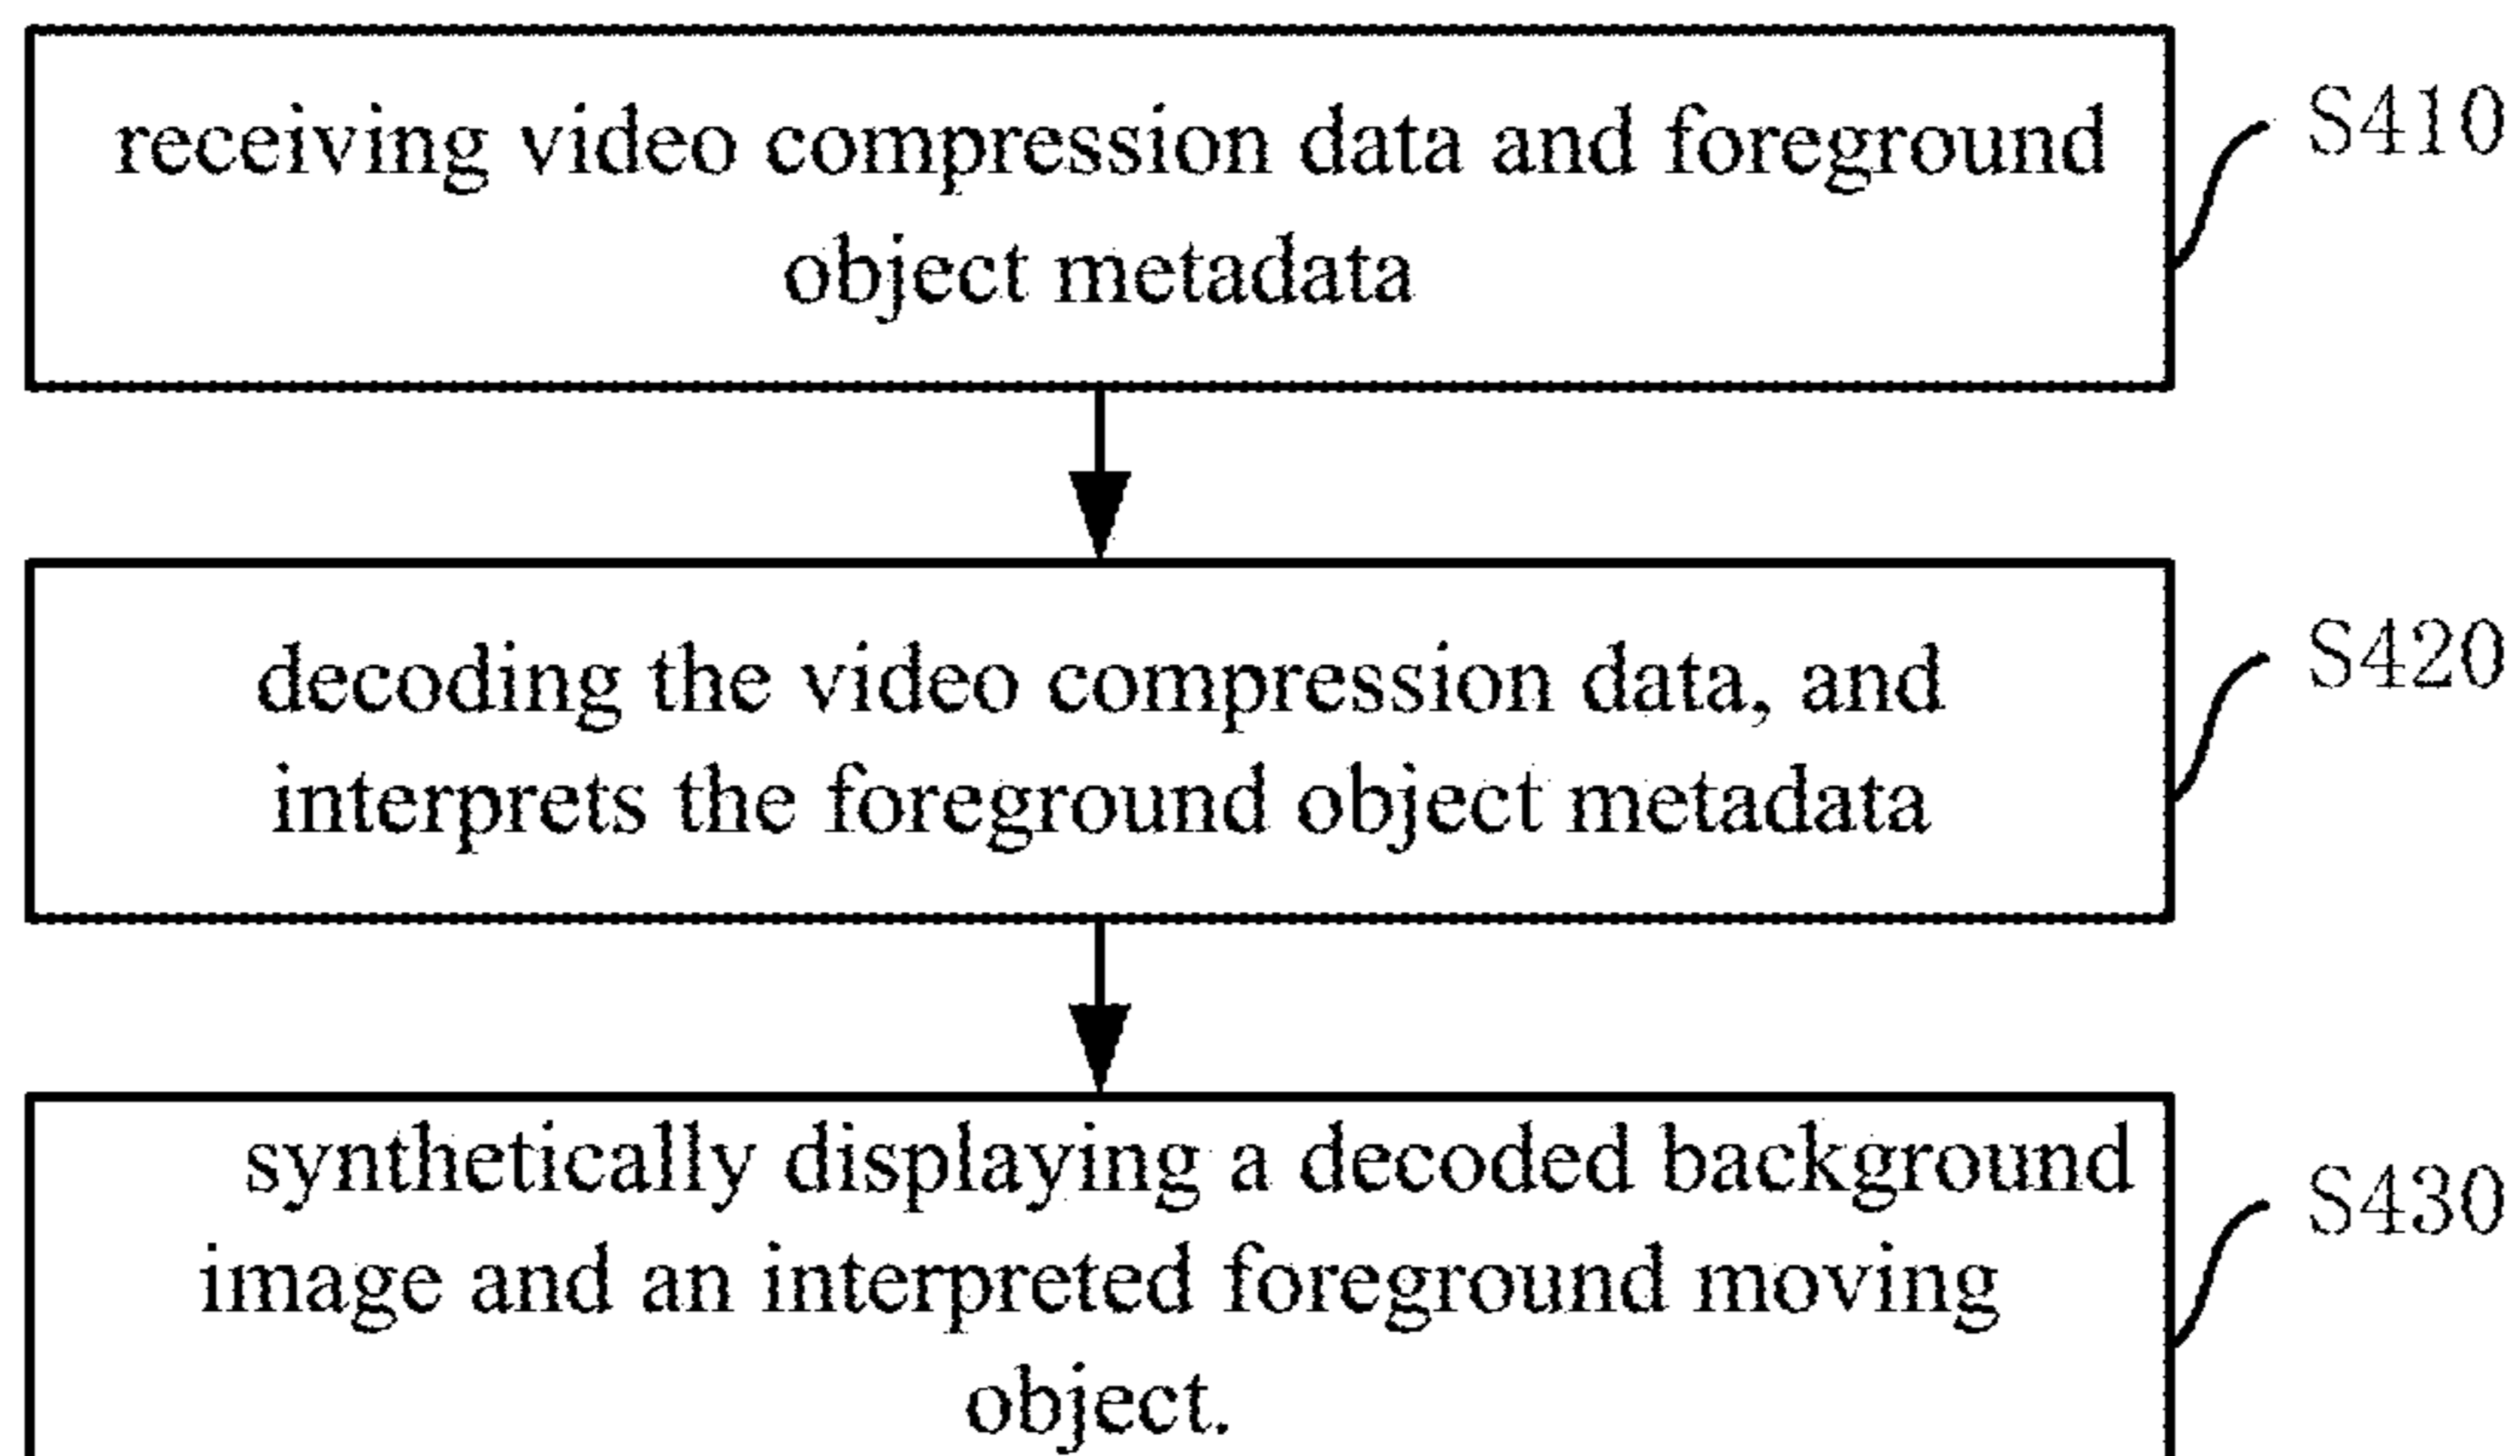 receiving video compression data and foreground
object metadata
S410
decoding the video compression data, and
interprets the foreground object metadata
S420
synthetically displaying a decoded background
image and an interpreted foreground moving
object.
S430